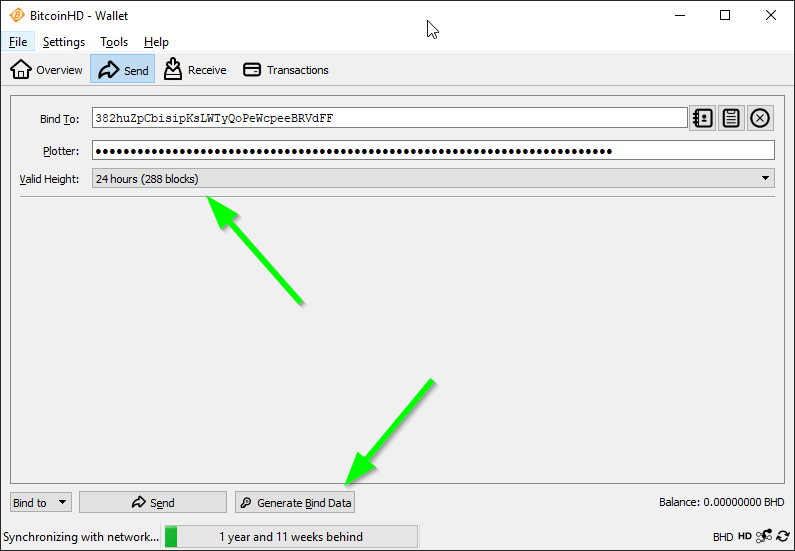 BitcoinHD - Wallet
File Settings Tools Help
Overview Send Receive Transactions
Bind To: 382huZpCbisipKsLWTyQoPeWcpeeBRVdFF
Plotter: ●●●●●●●●●●●●●●●●●●●●●●●●●●●●●●●●●●●●●●●●●●●●●●●●●●●●●●●●●●●●●●●●●●●●●●●●●●
Valid Height: 24 hours (288 blocks)
Bind to Send Generate Bind Data Balance: 0.00000000 BHD
Synchronizing with network... 1 year and 11 weeks behind BHD HD